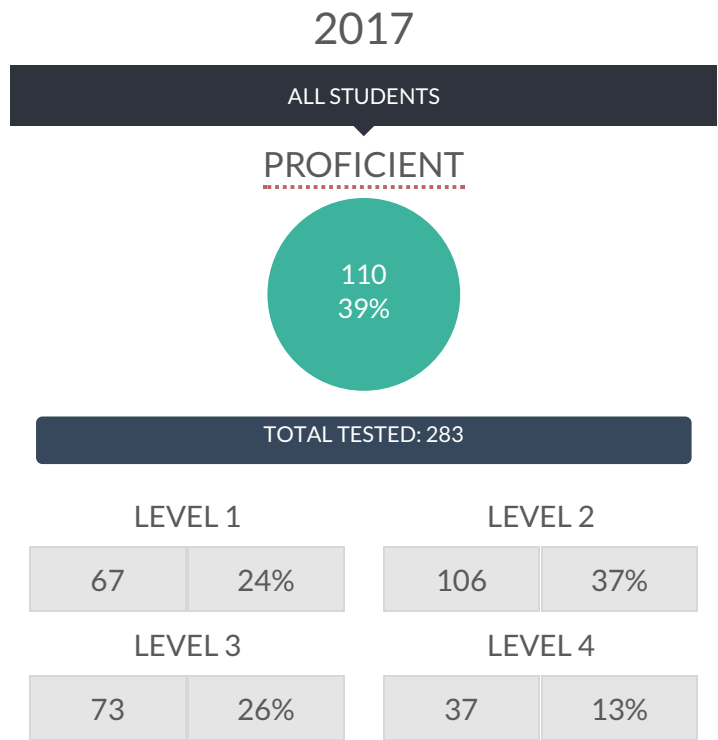 2017
ALL STUDENTS
PROFICIENT
110
39%
TOTAL TESTED: 283
LEVEL 1 LEVEL 2
67 24% 106 37%
LEVEL 3 LEVEL 4
73 26% 37 13%